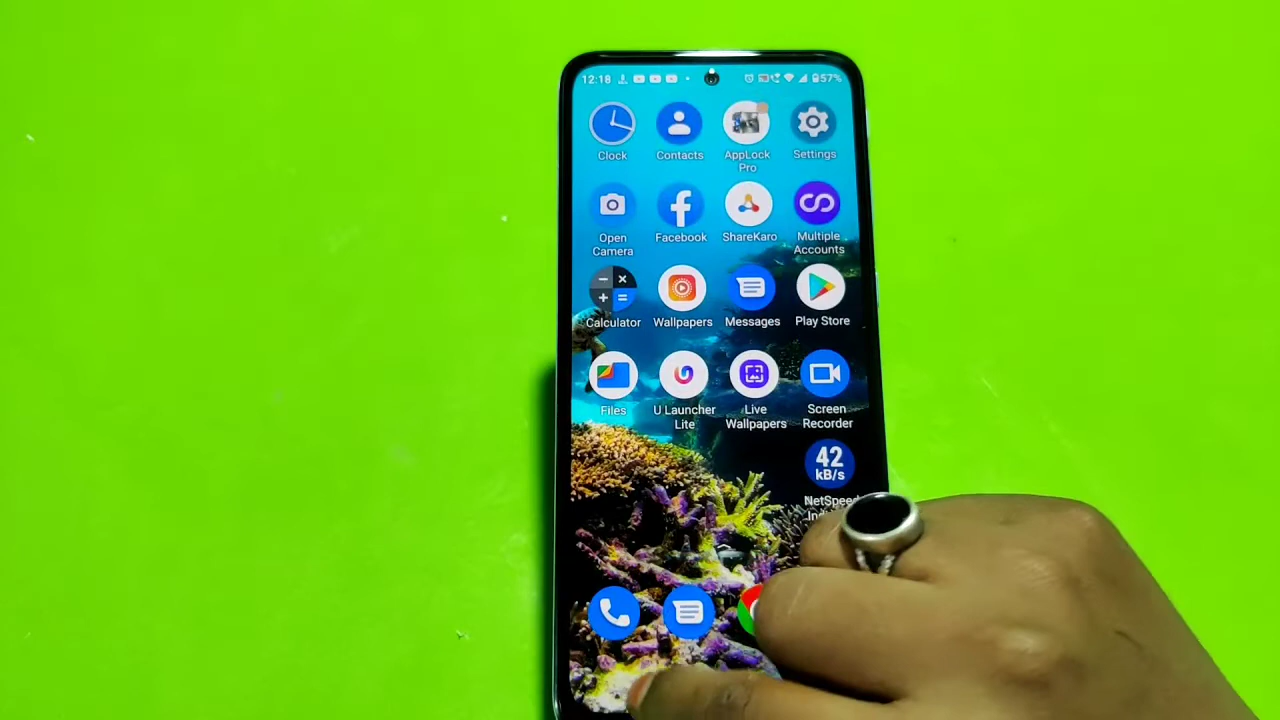 12:18 57%
Clock Contacts AppLock Settings
Pro
Open Facebook ShareKaro Multiple
Camera Accounts
Calculator Wallpapers Messages Play Store
Files U Launcher Live Screen
Lite Wallpapers Recorder
42
kB/s
NetSpeed